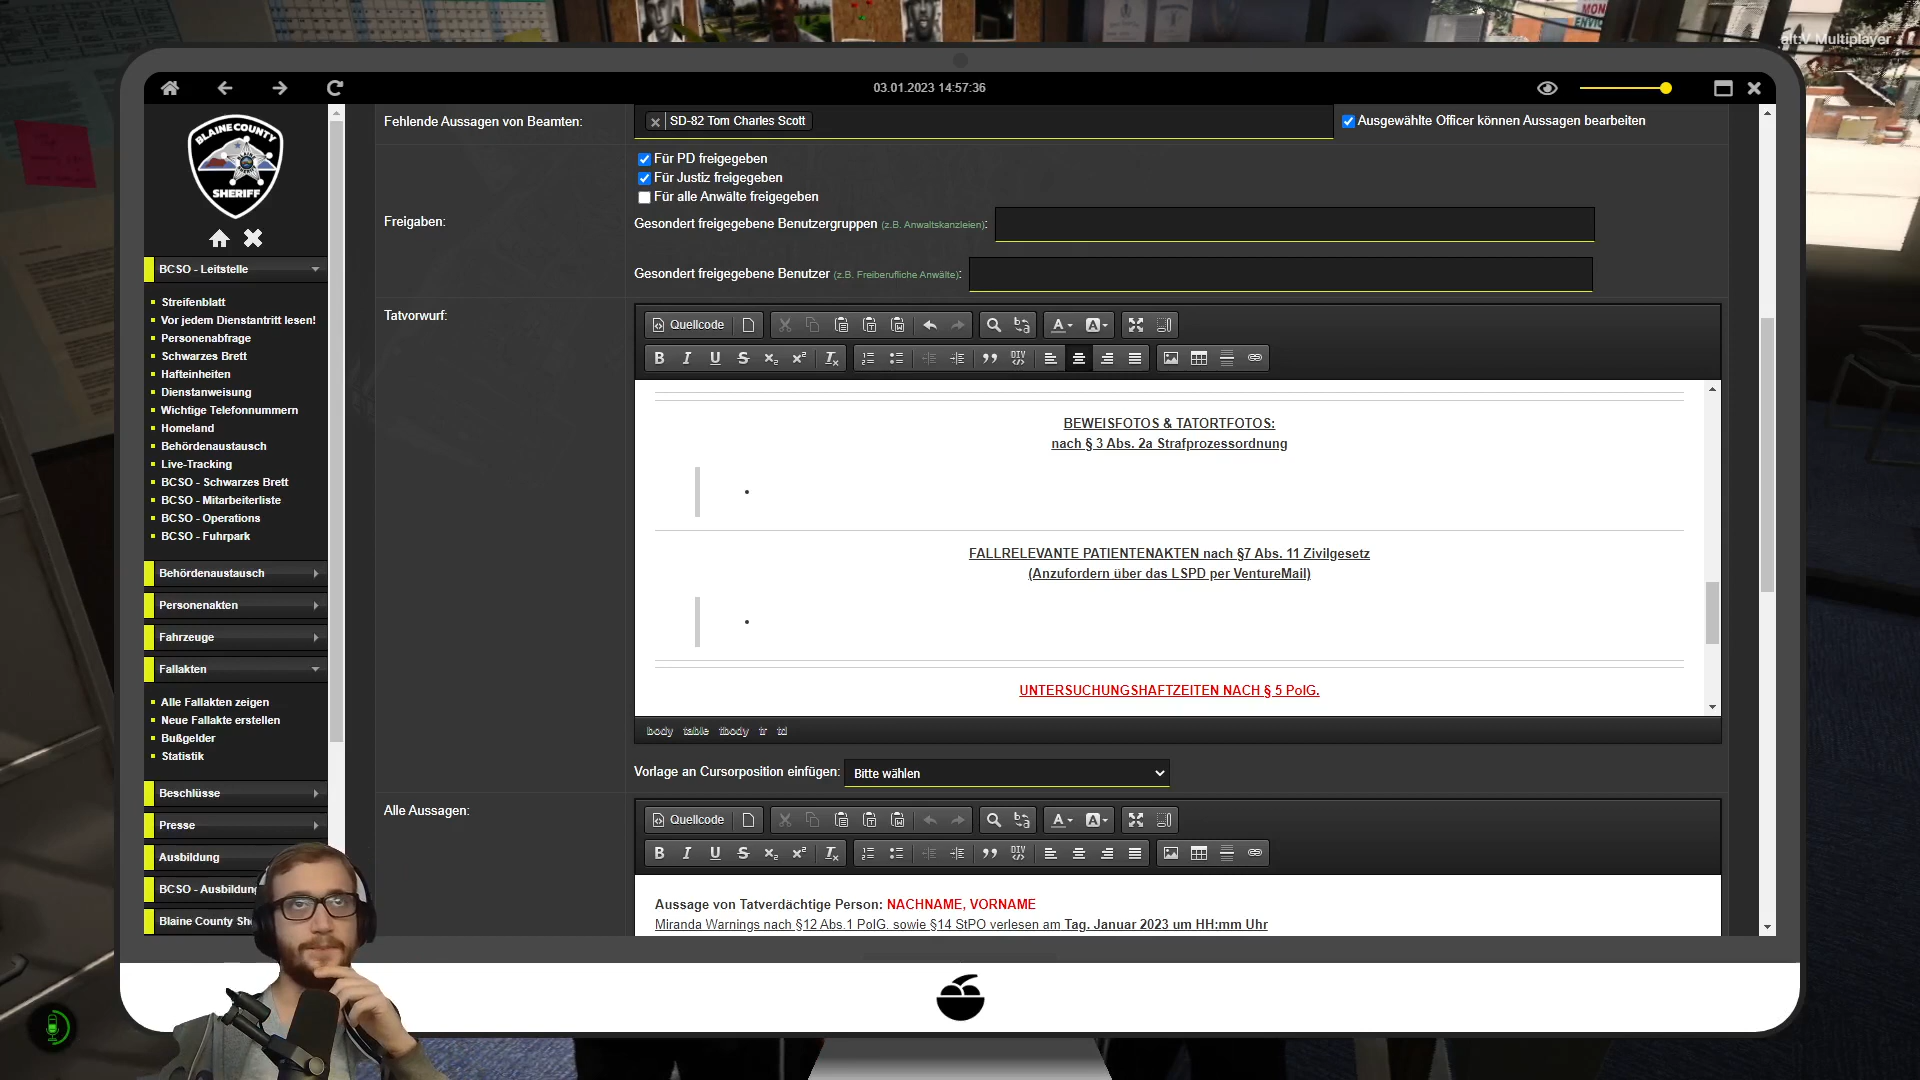 MON
ENVIO
alt:V Multiplayer
03.01.2023 14:57:36
BLAINE COUNTY
SHERIFF
BCSO - Leitstelle
Streifenblatt
Vor jedem Dienstantritt lesen!
Personenabfrage
Schwarzes Brett
Hafteinheiten
Dienstanweisung
Wichtige Telefonnummern
Homeland
Behördenaustausch
Live-Tracking
BCSO - Schwarzes Brett
BCSO - Mitarbeiterliste
BCSO - Operations
BCSO - Fuhrpark
Behördenaustausch
Personenakten
Fahrzeuge
Fallakten
Alle Fallakten zeigen
Neue Fallakte erstellen
Bußgelder
Statistik
Beschlüsse
Presse
Ausbildung
BCSO - Ausbildung
Blaine County She
Fehlende Aussagen von Beamten:
SD-82 Tom Charles Scott
Ausgewählte Officer können Aussagen bearbeiten
Freigaben:
Für PD freigegeben
Für Justiz freigegeben
Für alle Anwälte freigegeben
Gesondert freigegebene Benutzergruppen (z.B. Anwaltskanzleien):
Gesondert freigegebene Benutzer (z.B. Freiberufliche Anwälte):
Tatvorwurf:
Quellcode
BEWEISFOTOS & TATORTFOTOS:
nach § 3 Abs. 2a Strafprozessordnung
FALLRELEVANTE PATIENTENAKTEN nach §7 Abs. 11 Zivilgesetz
(Anzufordern über das LSPD per VentureMail)
UNTERSUCHUNGSHAFTZEITEN NACH § 5 PolG.
body table tbody tr td
Vorlage an Cursorposition einfügen: Bitte wählen
Alle Aussagen:
Quellcode
Aussage von Tatverdächtige Person: NACHNAME, VORNAME
Miranda Warnings nach §12 Abs.1 PolG. sowie §14 StPO verlesen am Tag. Januar 2023 um HH:mm Uhr